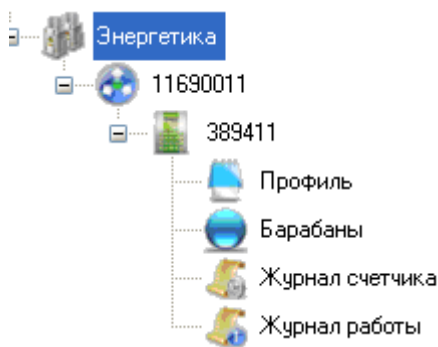 Энергетика
11690011
389411
Профиль
Барабаны
Журнал счетчика
Журнал работы